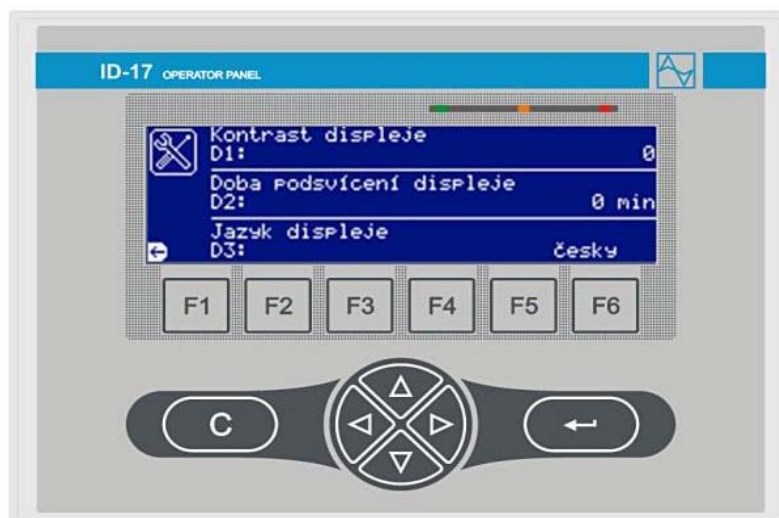 ID-17 OPERATOR PANEL
Kontrast displeje
D1: 0
Doba podsvícení displeje
D2: 0 min
Jazyk displeje
D3: česky
F1 F2 F3 F4 F5 F6
C